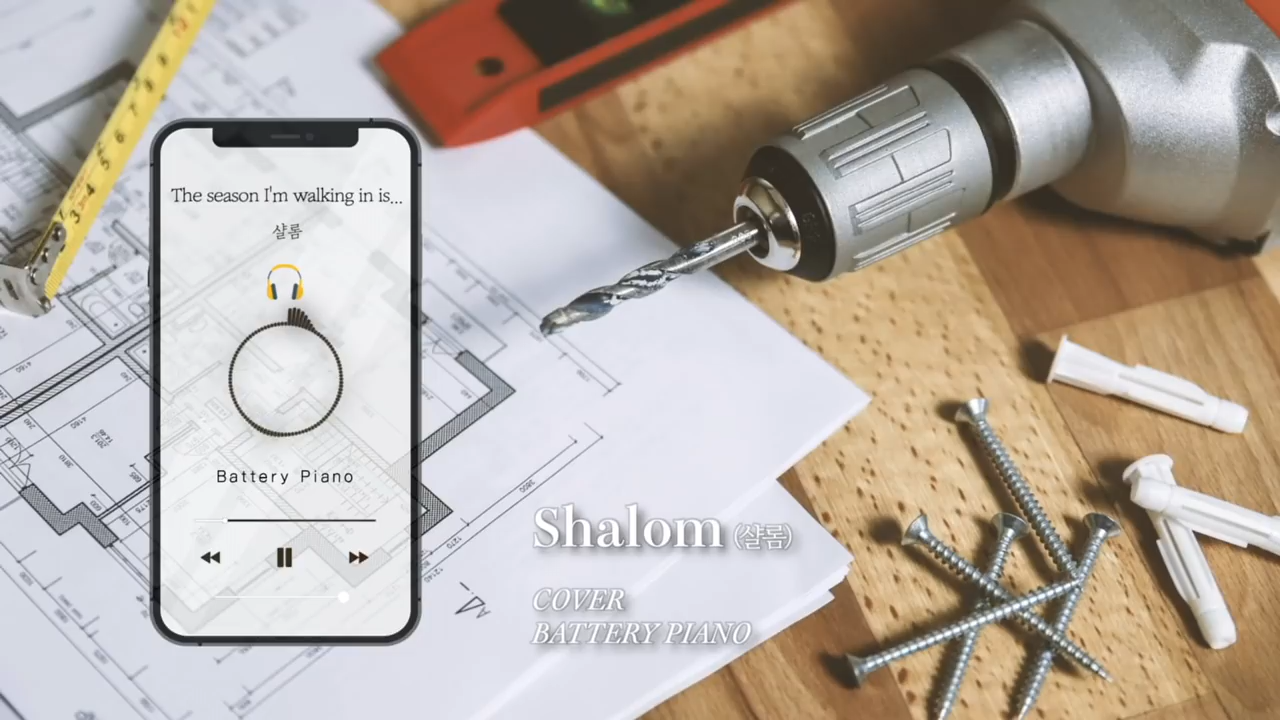 The season I'm walking in is...
샬롬
Battery Piano
Shalom (샬롬)
COVER
BATTERY PIANO